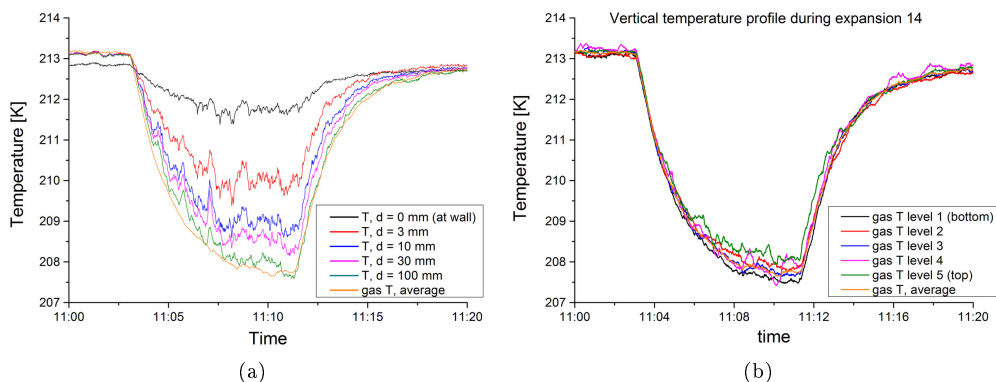 214
213
212
211
210
209
208
207
Temperature [K]
11:00
11:05
11:10
11:15
11:20
Time
T, d = 0 mm (at wall)
T, d = 3 mm
T, d = 10 mm
T, d = 30 mm
T, d = 100 mm
gas T, average
(a)
Vertical temperature profile during expansion 14
214
213
212
211
210
209
208
207
Temperature [K]
11:00
11:04
11:08
11:12
11:16
11:20
time
gas T level 1 (bottom)
gas T level 2
gas T level 3
gas T level 4
gas T level 5 (top)
gas T, average
(b)